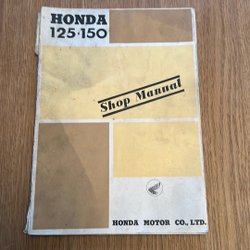 HONDA
125·150
Shop Manual
HONDA MOTOR CO., LTD.